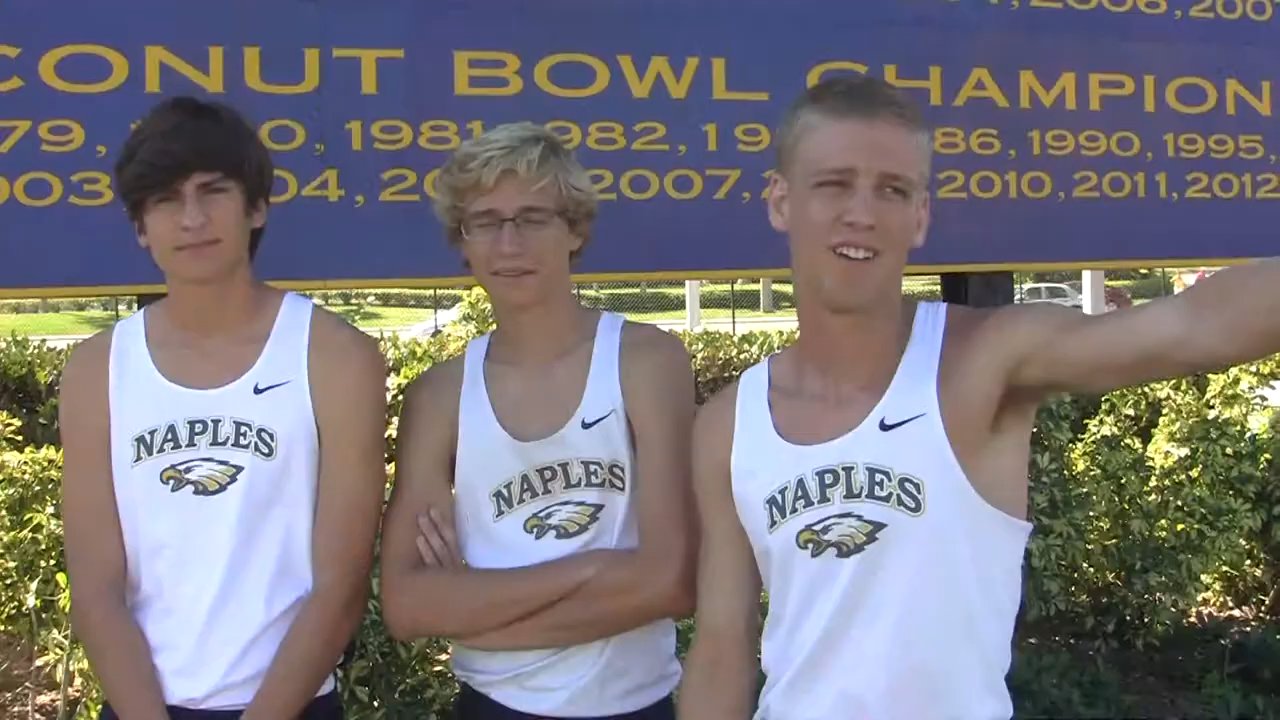 2006, 200
CONUT BOWL CHAMPION
79, 0, 1981 982, 19 86, 1990, 1995,
003 04, 20 2007, 2010, 2011, 2012
NAPLES
NAPLES
NAPLES